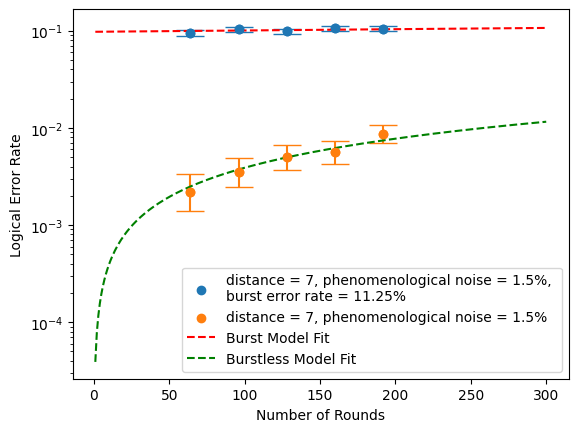 10⁻¹
10⁻²
10⁻³
10⁻⁴
Logical Error Rate
distance = 7, phenomenological noise = 1.5%,
burst error rate = 11.25%
distance = 7, phenomenological noise = 1.5%
Burst Model Fit
Burstless Model Fit
0 50 100 150 200 250 300
Number of Rounds